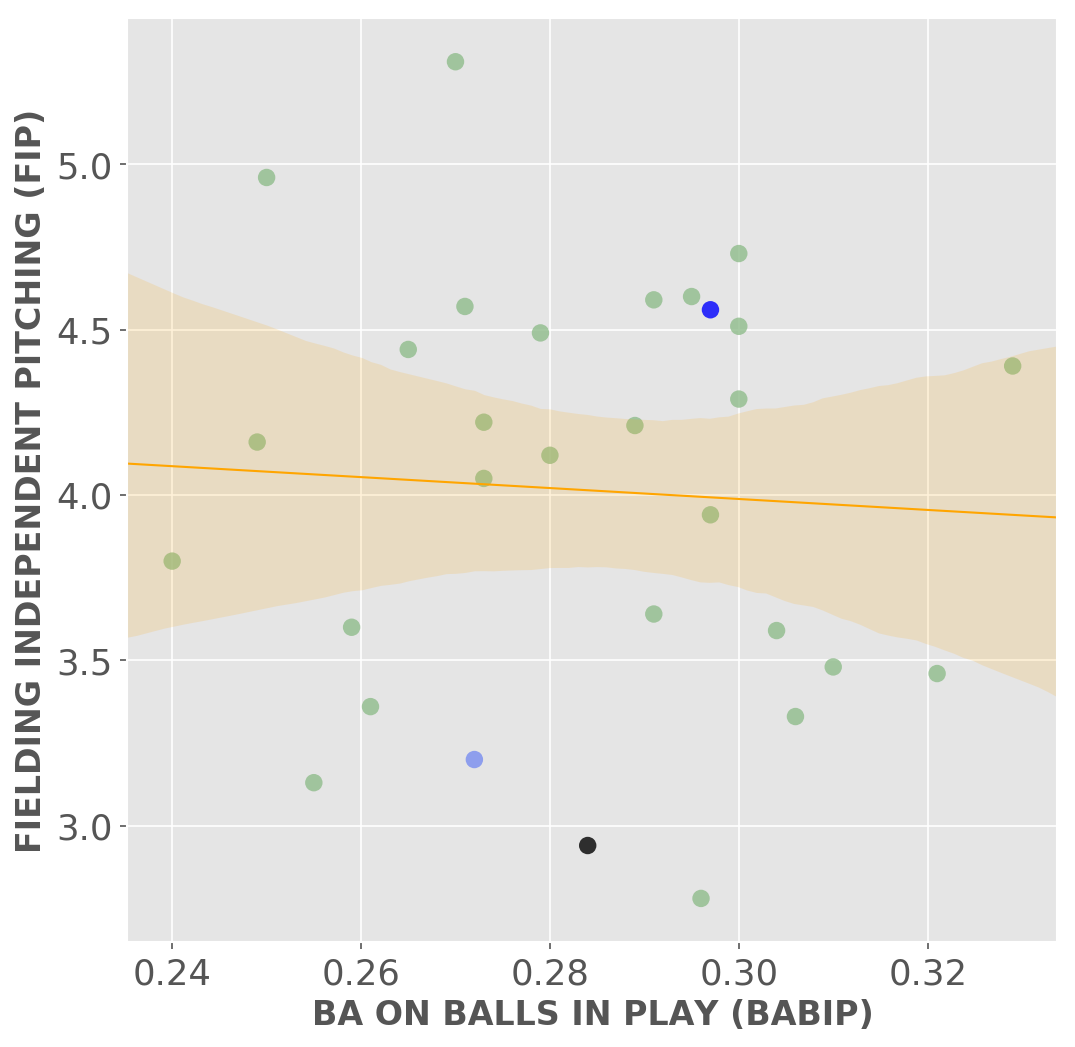 FIELDING INDEPENDENT PITCHING (FIP)
5.0
4.5
4.0
3.5
3.0
0.24 0.26 0.28 0.30 0.32
BA ON BALLS IN PLAY (BABIP)